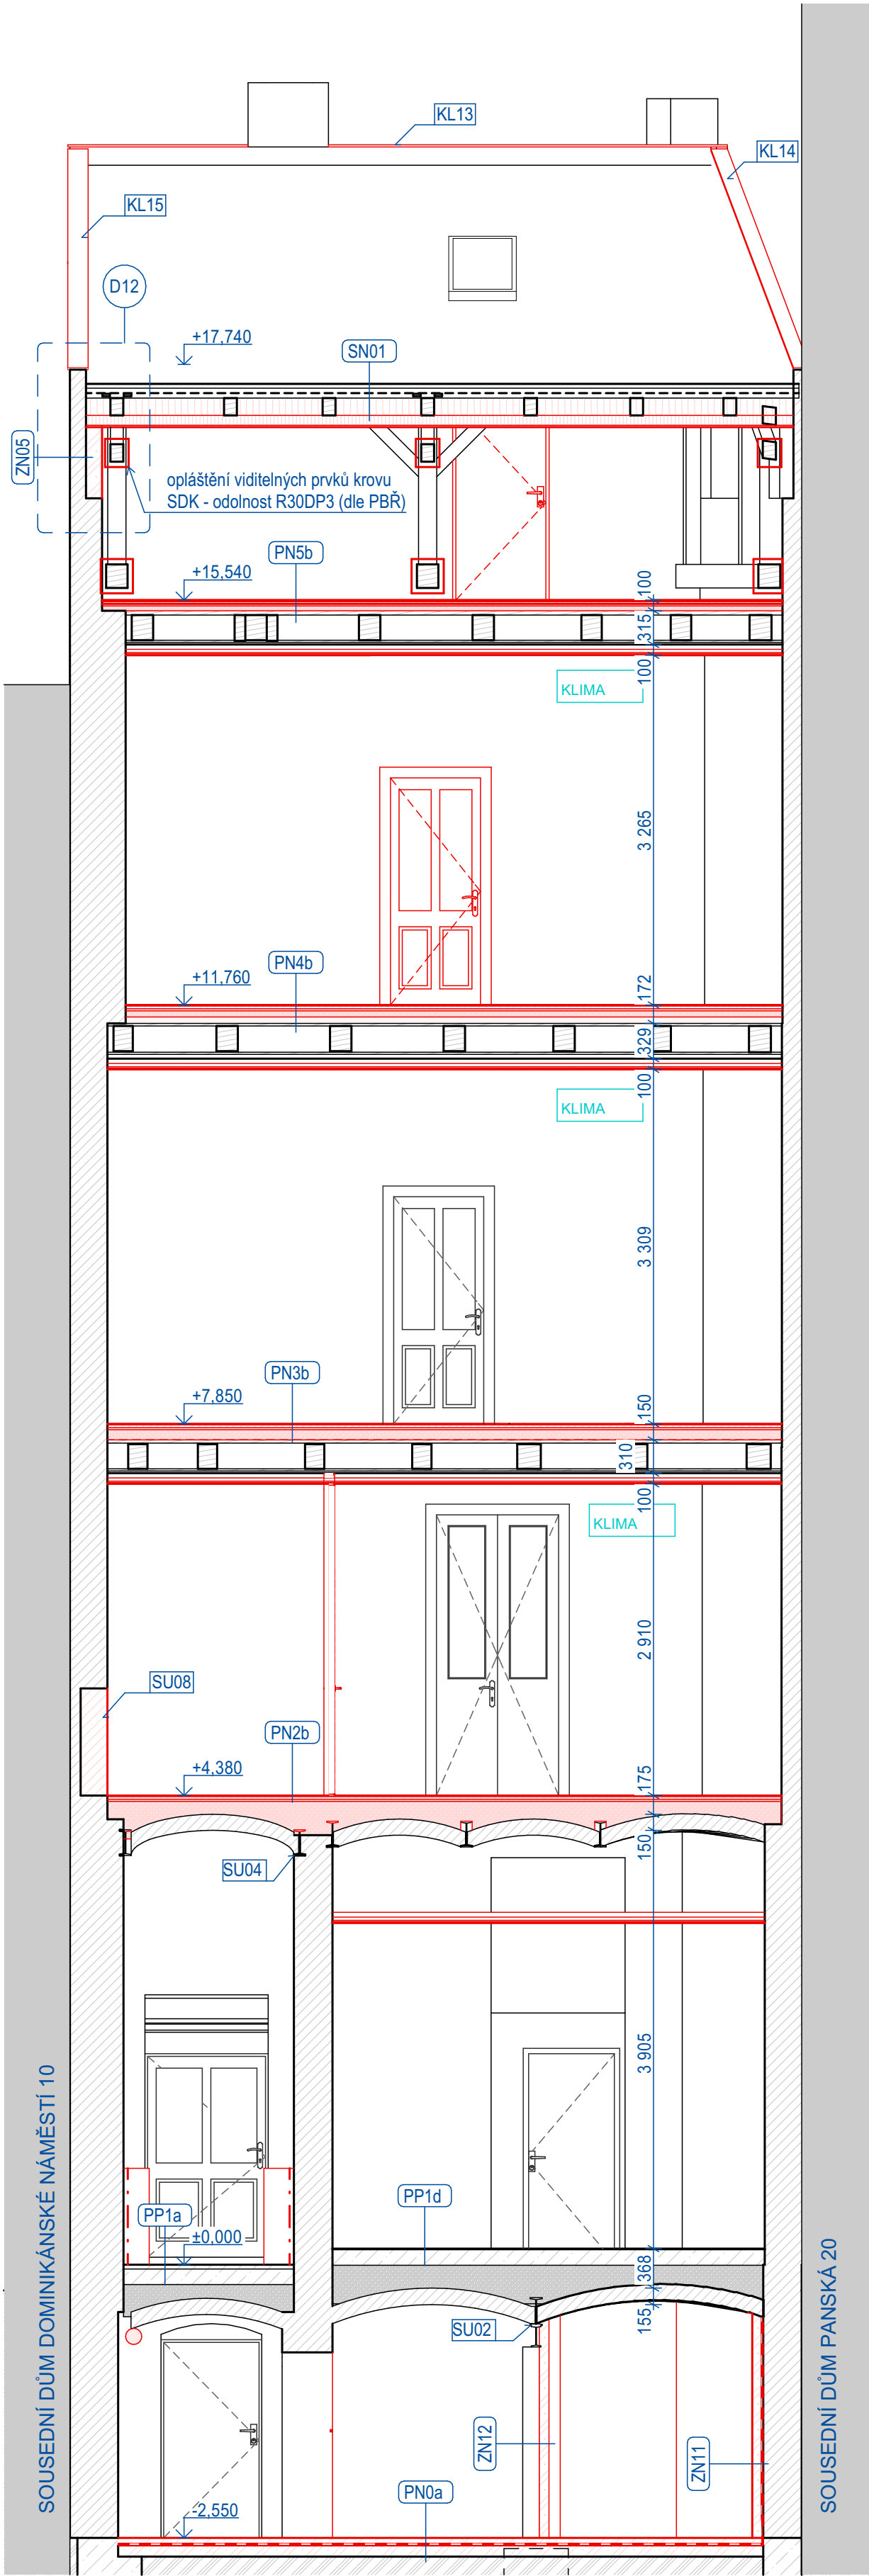 KL13
KL14
KL15
D12
+17,740
SN01
ZN05
opláštění viditelných prvků krovu
SDK - odolnost R30DP3 (dle PBŘ)
PN5b
+15,540
100
315
100
KLIMA
3 265
PN4b
+11,760
172
329
100
KLIMA
3 309
PN3b
+7,850
150
310
100
KLIMA
2 910
SU08
PN2b
+4,380
175
150
SU04
3 905
PP1d
PP1a
±0,000
368
155
SU02
ZN12
ZN11
PN0a
-2,550
SOUSEDNÍ DŮM DOMINIKÁNSKÉ NÁMĚSTÍ 10
SOUSEDNÍ DŮM PANSKÁ 20